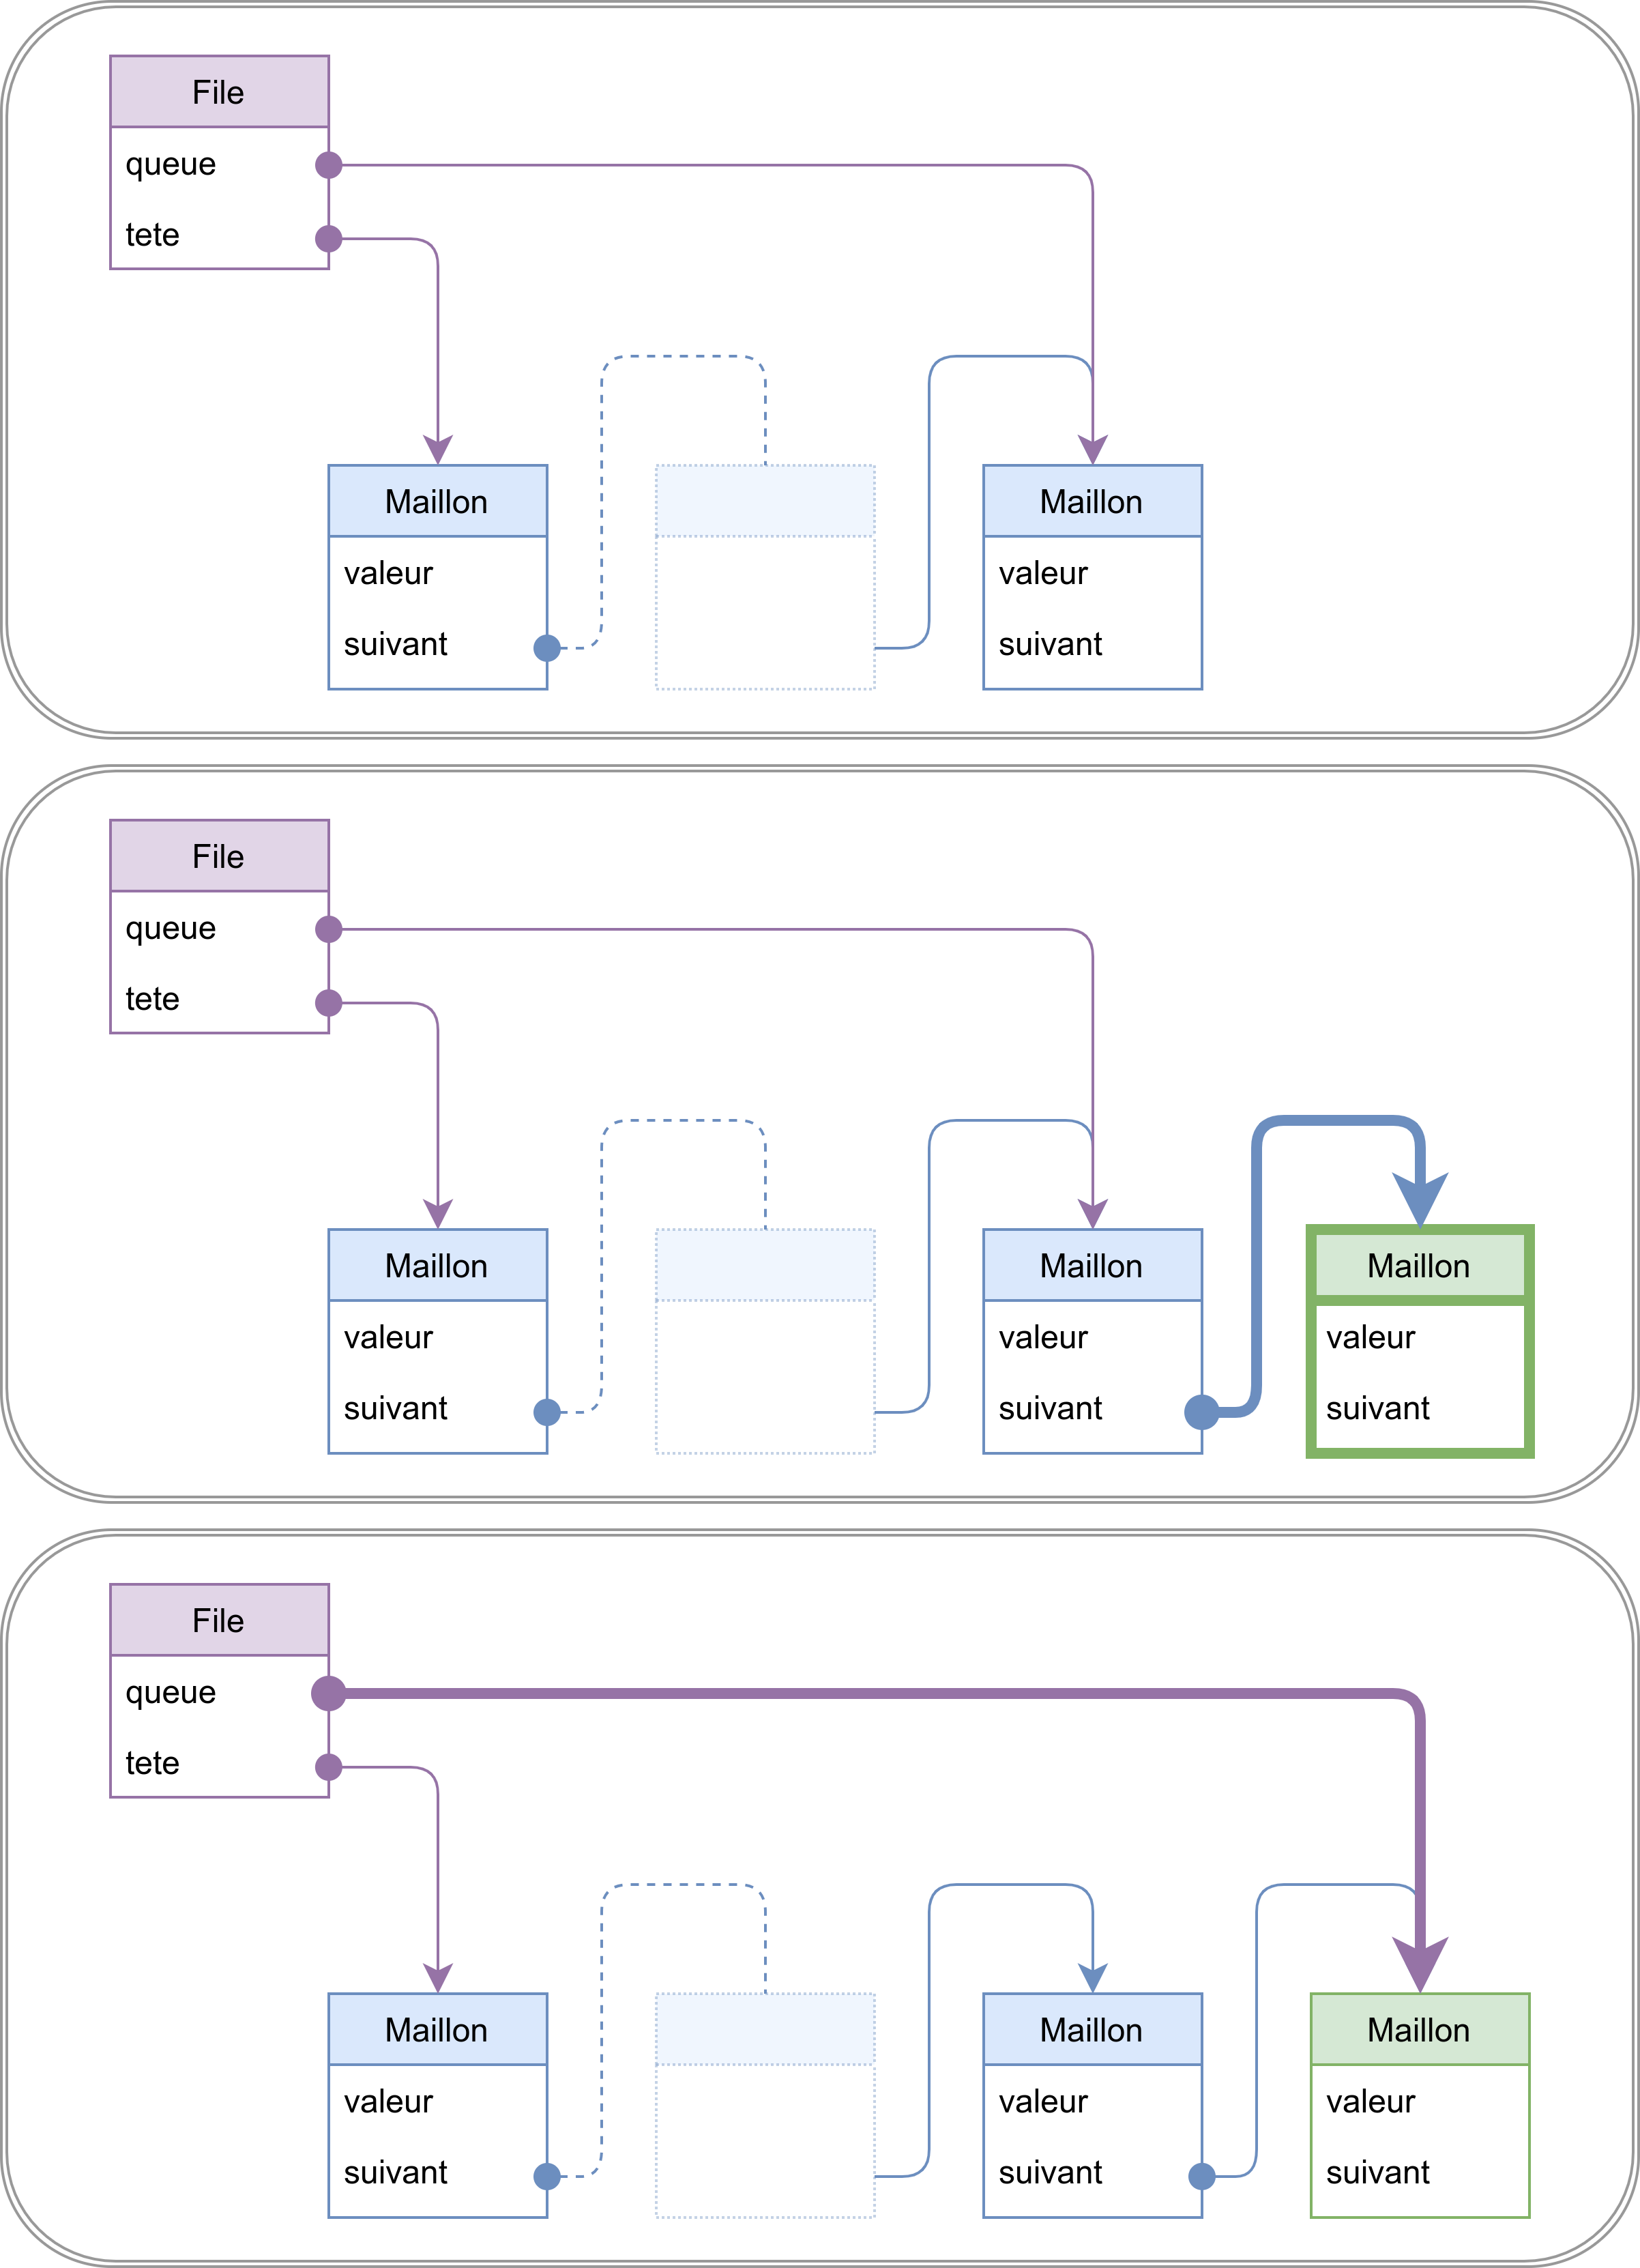 File
queue
tete
Maillon Maillon
valeur valeur
suivant suivant
File
queue
tete
Maillon Maillon Maillon
valeur valeur valeur
suivant suivant suivant
File
queue
tete
Maillon Maillon Maillon
valeur valeur valeur
suivant suivant suivant